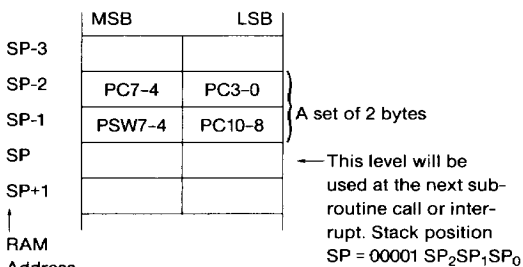 MSB LSB
SP-3
SP-2 PC7-4 PC3-0
A set of 2 bytes
SP-1 PSW7-4 PC10-8
SP
This level will be
used at the next sub-
routine call or inter-
rupt. Stack position
SP = 00001 SP₂SP₁SP₀
SP+1
↑
RAM
Address